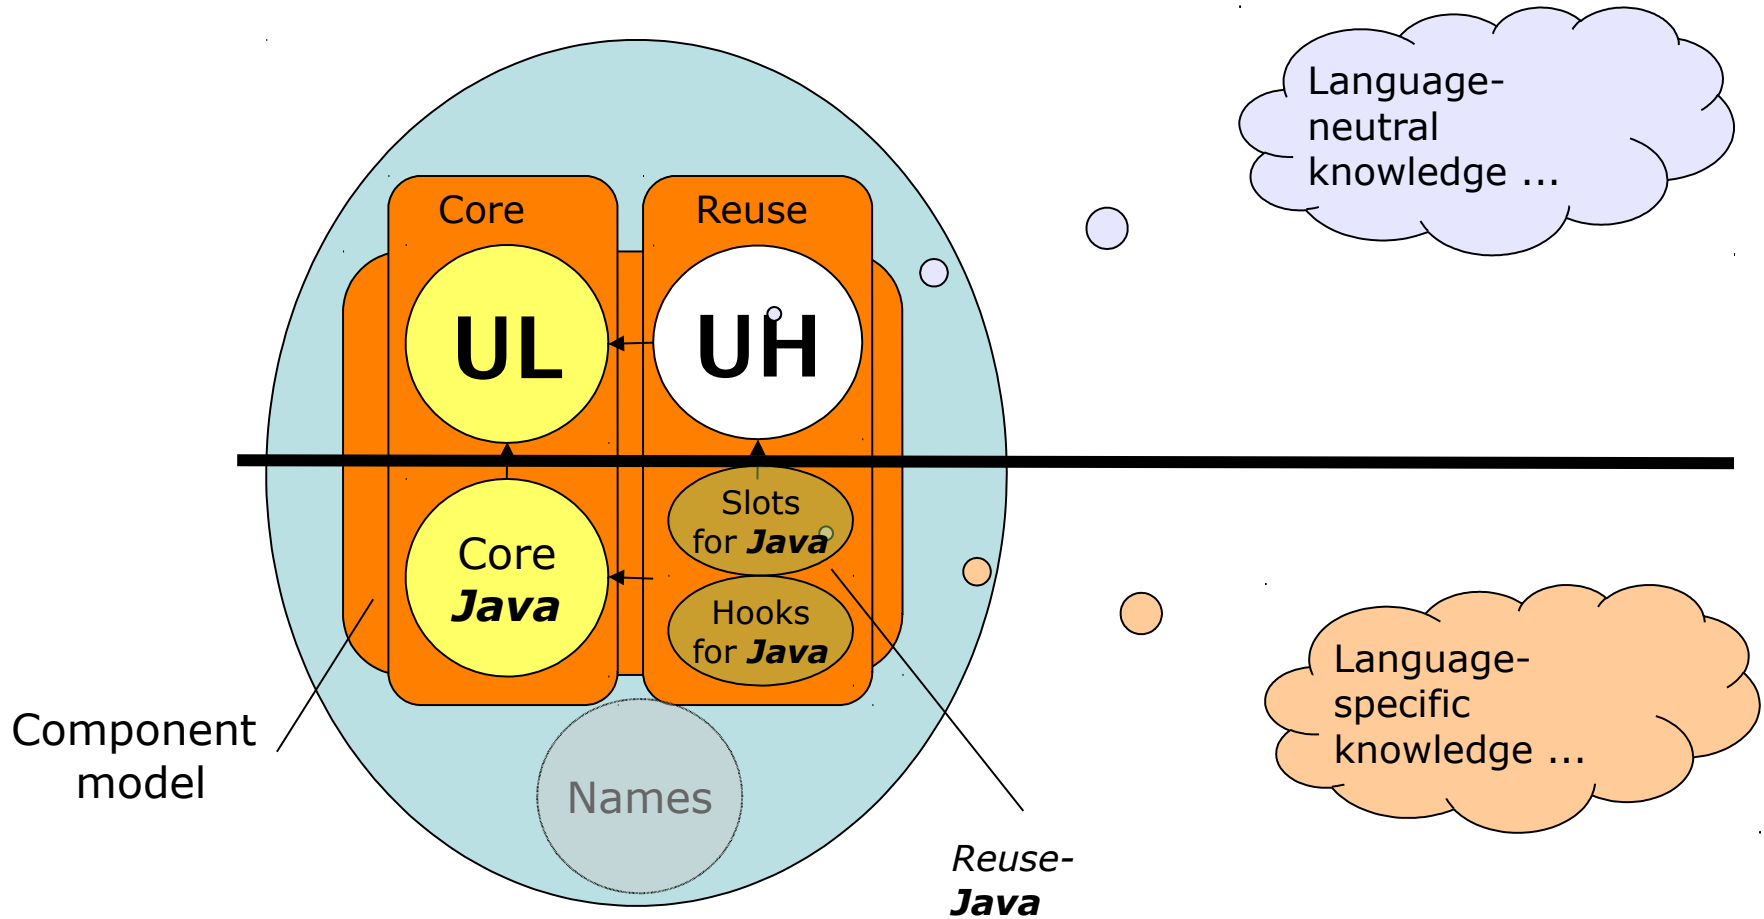 Language-
neutral
knowledge ...
Core
Reuse
UL
UH
Slots
for Java
Core
Java
Hooks
for Java
Language-
specific
knowledge ...
Component
model
Names
Reuse-
Java